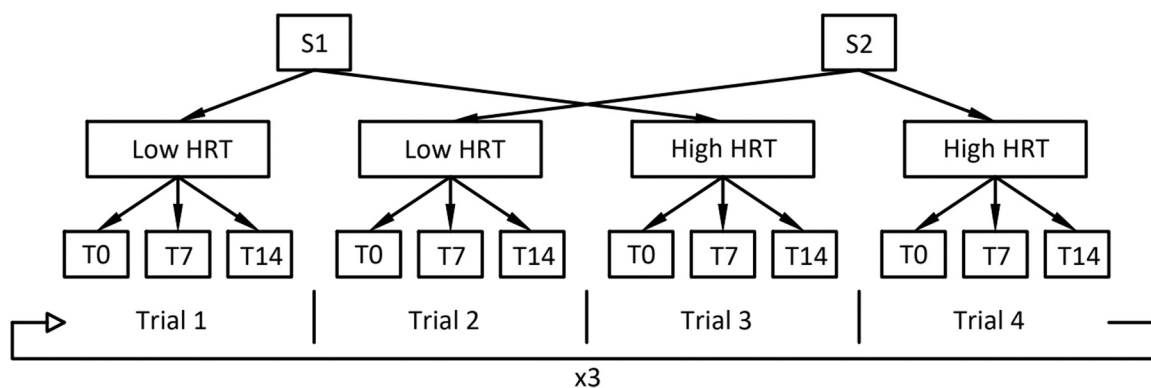 S1 S2
Low HRT Low HRT High HRT High HRT
T0 T7 T14 T0 T7 T14 T0 T7 T14 T0 T7 T14
Trial 1 Trial 2 Trial 3 Trial 4
x3